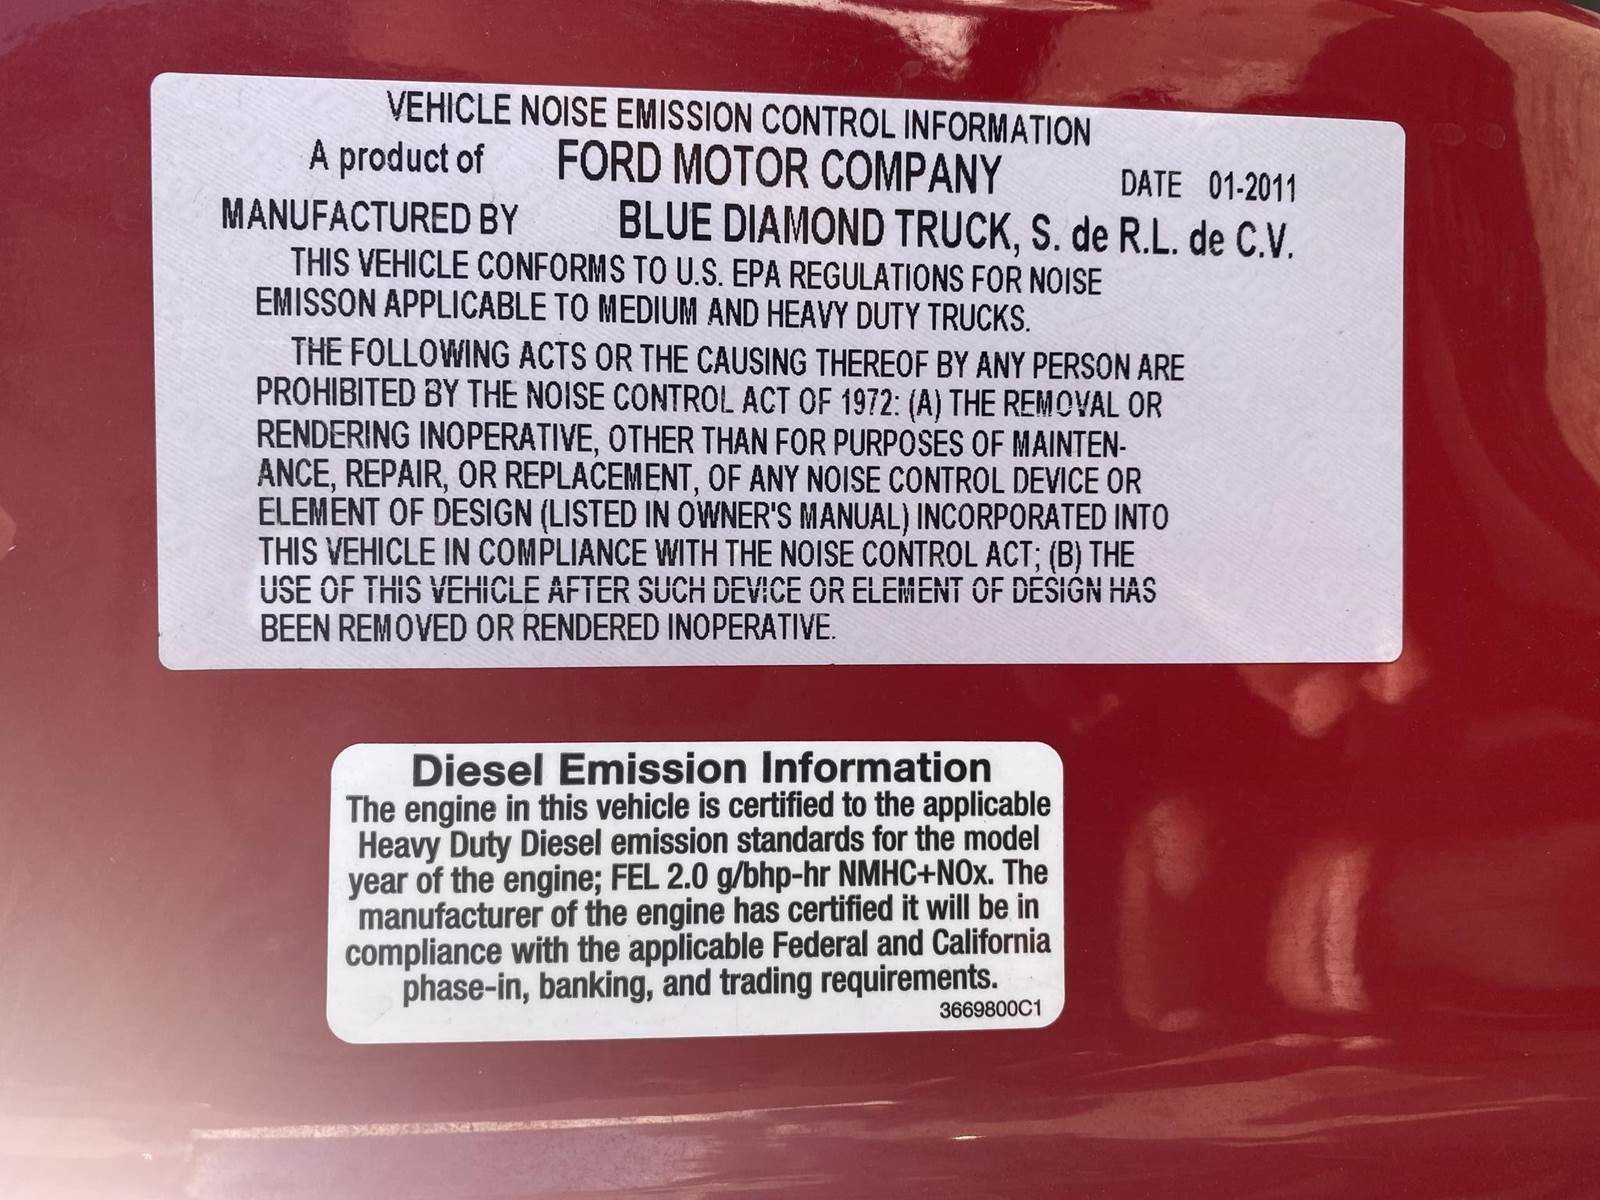 VEHICLE NOISE EMISSION CONTROL INFORMATION
A product of FORD MOTOR COMPANY DATE 01-2011
MANUFACTURED BY BLUE DIAMOND TRUCK, S. de R.L. de C.V.
THIS VEHICLE CONFORMS TO U.S. EPA REGULATIONS FOR NOISE
EMISSON APPLICABLE TO MEDIUM AND HEAVY DUTY TRUCKS.
THE FOLLOWING ACTS OR THE CAUSING THEREOF BY ANY PERSON ARE
PROHIBITED BY THE NOISE CONTROL ACT OF 1972: (A) THE REMOVAL OR
RENDERING INOPERATIVE, OTHER THAN FOR PURPOSES OF MAINTEN-
ANCE, REPAIR, OR REPLACEMENT, OF ANY NOISE CONTROL DEVICE OR
ELEMENT OF DESIGN (LISTED IN OWNER'S MANUAL) INCORPORATED INTO
THIS VEHICLE IN COMPLIANCE WITH THE NOISE CONTROL ACT; (B) THE
USE OF THIS VEHICLE AFTER SUCH DEVICE OR ELEMENT OF DESIGN HAS
BEEN REMOVED OR RENDERED INOPERATIVE.
Diesel Emission Information
The engine in this vehicle is certified to the applicable
Heavy Duty Diesel emission standards for the model
year of the engine; FEL 2.0 g/bhp-hr NMHC+NOx. The
manufacturer of the engine has certified it will be in
compliance with the applicable Federal and California
phase-in, banking, and trading requirements.
3669800C1